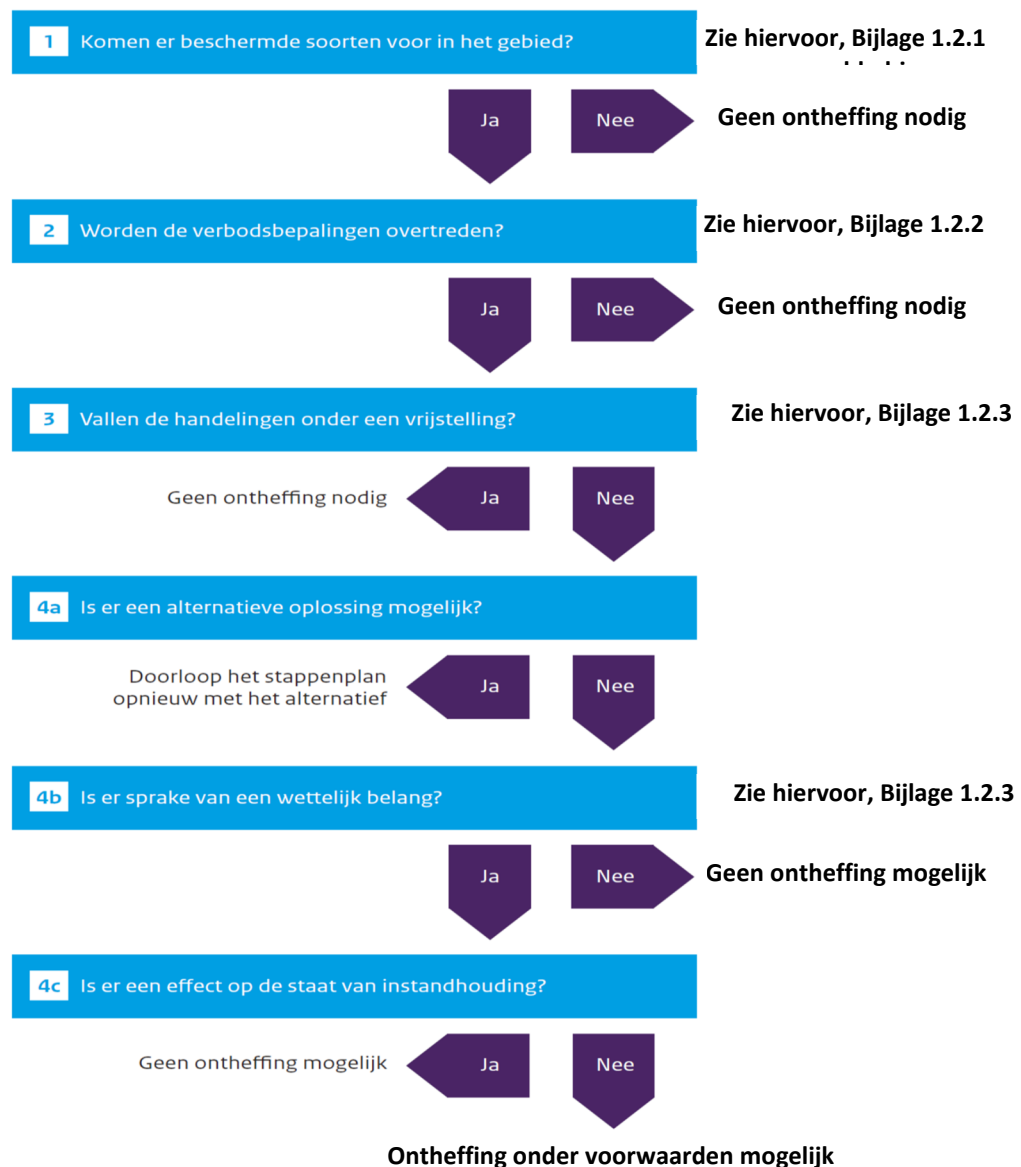 1 Komen er beschermde soorten voor in het gebied? Zie hiervoor, Bijlage 1.2.1
Ja Nee Geen ontheffing nodig
2 Worden de verbodsbepalingen overtreden? Zie hiervoor, Bijlage 1.2.2
Ja Nee Geen ontheffing nodig
3 Vallen de handelingen onder een vrijstelling? Zie hiervoor, Bijlage 1.2.3
Geen ontheffing nodig Ja Nee
4a Is er een alternatieve oplossing mogelijk?
Doorloop het stappenplan
opnieuw met het alternatief Ja Nee
4b Is er sprake van een wettelijk belang? Zie hiervoor, Bijlage 1.2.3
Ja Nee Geen ontheffing mogelijk
4c Is er een effect op de staat van instandhouding?
Geen ontheffing mogelijk Ja Nee
Ontheffing onder voorwaarden mogelijk